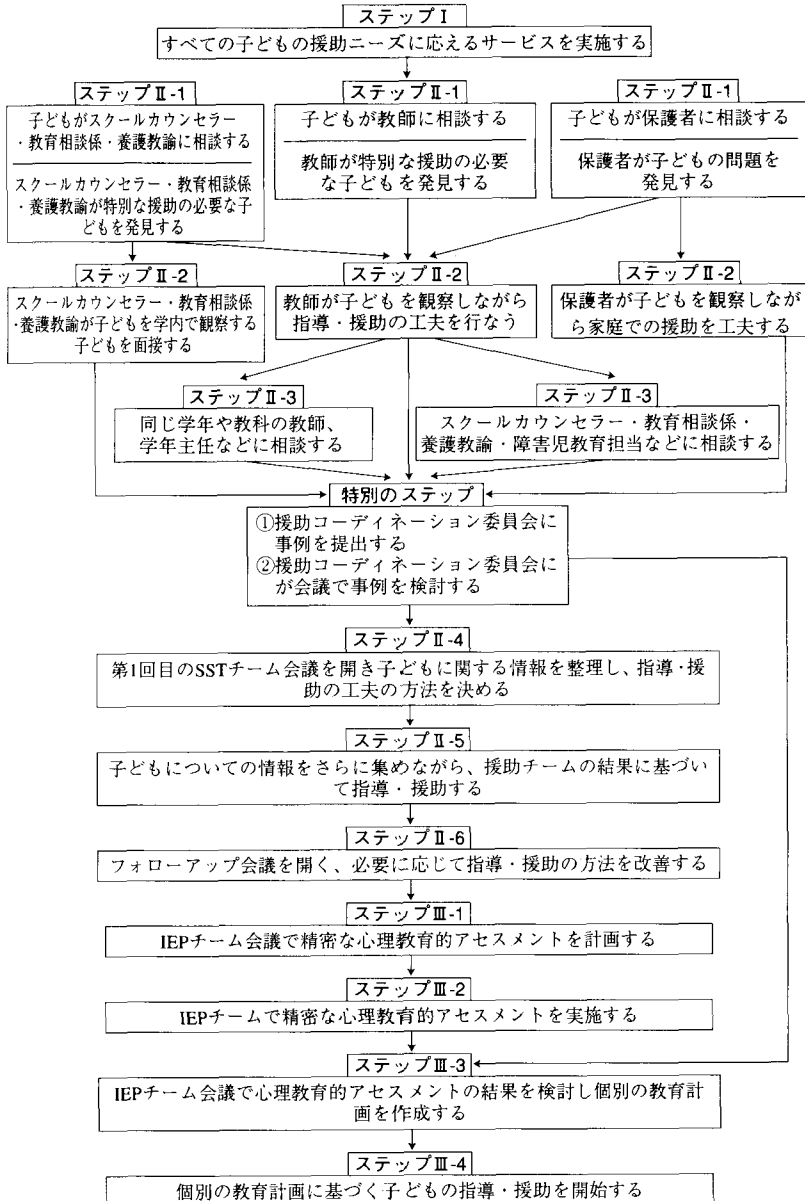 ステップⅠ
すべての子どもの援助ニーズに応えるサービスを実施する
ステップⅡ-1
子どもがスクールカウンセラー
・教育相談係・養護教諭に相談する
スクールカウンセラー・教育相談係
・養護教諭が特別な援助の必要な子
どもを発見する
ステップⅡ-1
子どもが教師に相談する
教師が特別な援助の必要
な子どもを発見する
ステップⅡ-1
子どもが保護者に相談する
保護者が子どもの問題を
発見する
ステップⅡ-2
スクールカウンセラー・教育相談係
・養護教諭が子どもを学内で観察する
子どもを面接する
ステップⅡ-2
教師が子どもを観察しながら
指導・援助の工夫を行なう
ステップⅡ-2
保護者が子どもを観察しなが
ら家庭での援助を工夫する
ステップⅡ-3
同じ学年や教科の教師、
学年主任などに相談する
ステップⅡ-3
スクールカウンセラー・教育相談係・
養護教諭・障害児教育担当などに相談する
特別のステップ
①援助コーディネーション委員会に
事例を提出する
②援助コーディネーション委員会に
が会議で事例を検討する
ステップⅡ-4
第1回目のSSTチーム会議を開き子どもに関する情報を整理し、指導・援
助の工夫の方法を決める
ステップⅡ-5
子どもについての情報をさらに集めながら、援助チームの結果に基づい
て指導・援助する
ステップⅡ-6
フォローアップ会議を開く、必要に応じて指導・援助の方法を改善する
ステップⅢ-1
IEPチーム会議で精密な心理教育的アセスメントを計画する
ステップⅢ-2
IEPチームで精密な心理教育的アセスメントを実施する
ステップⅢ-3
IEPチーム会議で心理教育的アセスメントの結果を検討し個別の教育計
画を作成する
ステップⅢ-4
個別の教育計画に基づく子どもの指導・援助を開始する